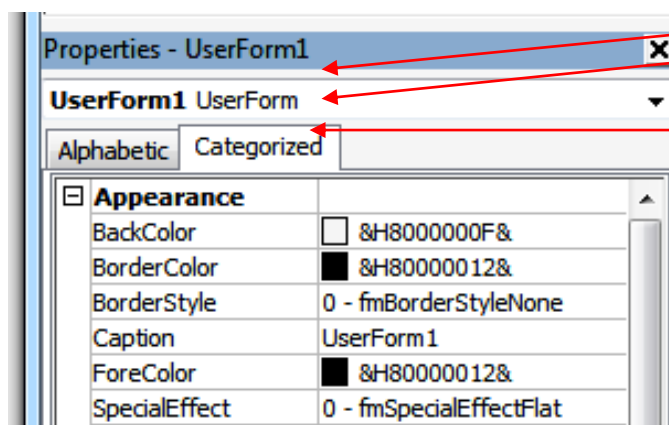 Properties - UserForm1
UserForm1 UserForm
Alphabetic Categorized
Appearance
BackColor &H8000000F&
BorderColor &H80000012&
BorderStyle 0 - fmBorderStyleNone
Caption UserForm1
ForeColor &H80000012&
SpecialEffect 0 - fmSpecialEffectFlat